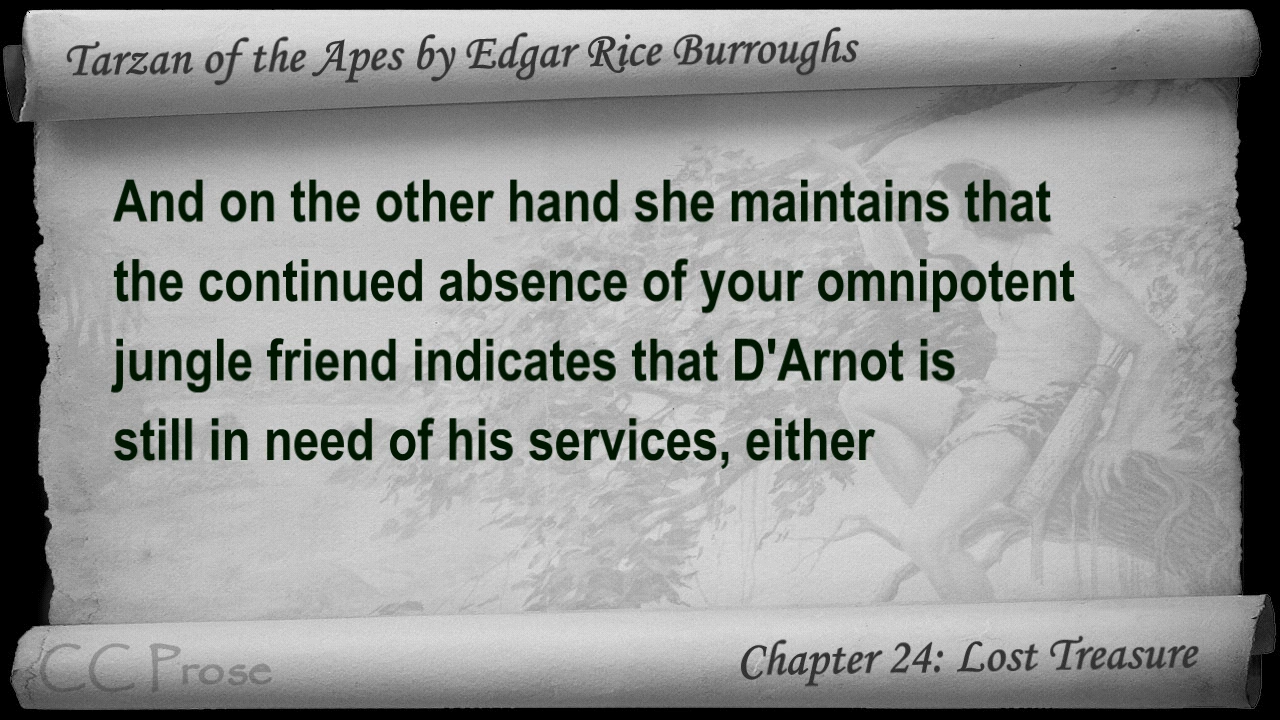 Tarzan of the Apes by Edgar Rice Burroughs
And on the other hand she maintains that
the continued absence of your omnipotent
jungle friend indicates that D'Arnot is
still in need of his services, either
CC Prose
Chapter 24: Lost Treasure